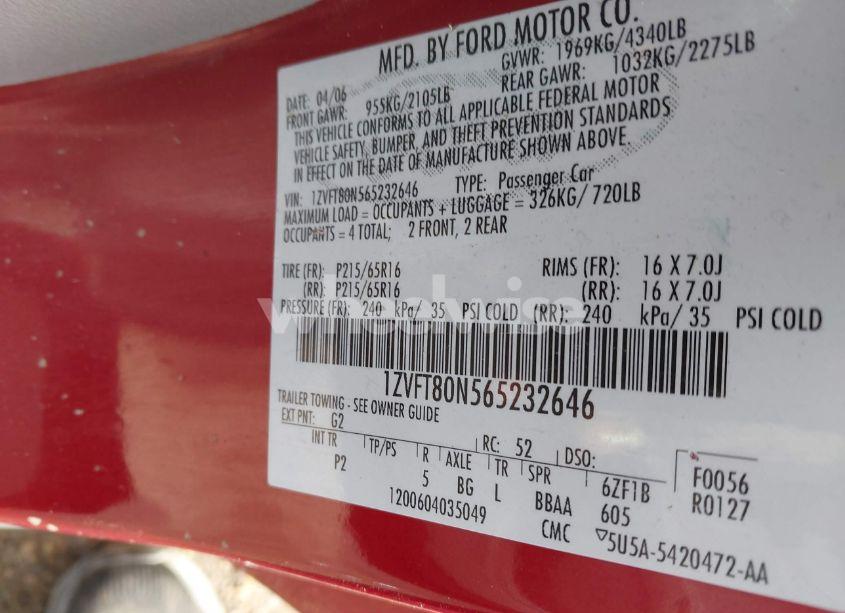 MFD. BY FORD MOTOR CO.
DATE: 04/06 GVWR: 1969KG/4340LB
FRONT GAWR: 955KG/2105LB REAR GAWR: 1032KG/2275LB
THIS VEHICLE CONFORMS TO ALL APPLICABLE FEDERAL MOTOR
VEHICLE SAFETY, BUMPER, AND THEFT PREVENTION STANDARDS
IN EFFECT ON THE DATE OF MANUFACTURE SHOWN ABOVE.
VIN: 1ZVFT80N565232646 TYPE: Passenger Car
MAXIMUM LOAD = OCCUPANTS + LUGGAGE = 326KG/ 720LB
OCCUPANTS = 4 TOTAL; 2 FRONT, 2 REAR
TIRE (FR): P215/65R16 RIMS (FR): 16 X 7.0J
(RR): P215/65R16 (RR): 16 X 7.0J
PRESSURE (FR): 240 kPa/ 35 PSI COLD (RR): 240 kPa/ 35 PSI COLD
wheelwise
1ZVFT80N565232646
TRAILER TOWING - SEE OWNER GUIDE
EXT PNT: G2 RC: 52 DSO:
INT TR TP/PS R AXLE TR SPR 6ZF1B F0056
P2 5 BG L BBAA 605 R0127
1200604035049 CMC ▽5U5A-5420472-AA